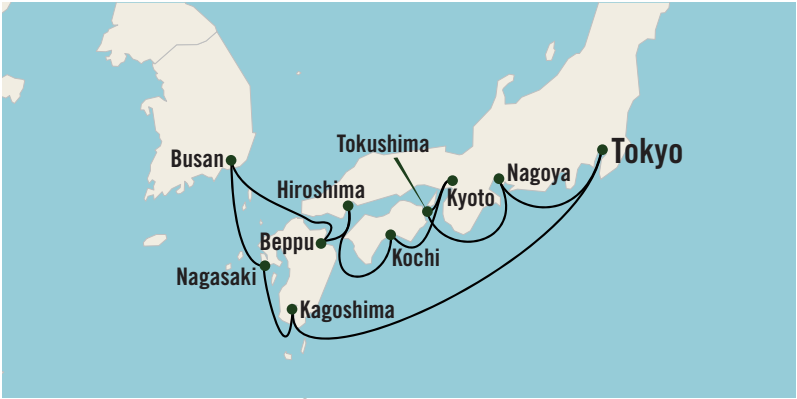 Tokushima
Tokyo
Busan
Nagoya
Hiroshima
Kyoto
Beppu
Kochi
Nagasaki
Kagoshima